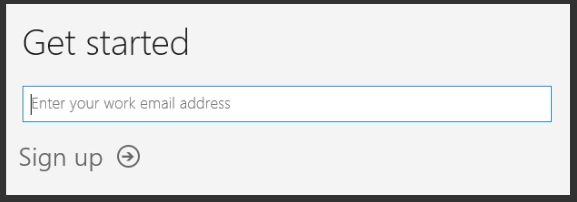 Get started
Enter your work email address
Sign up